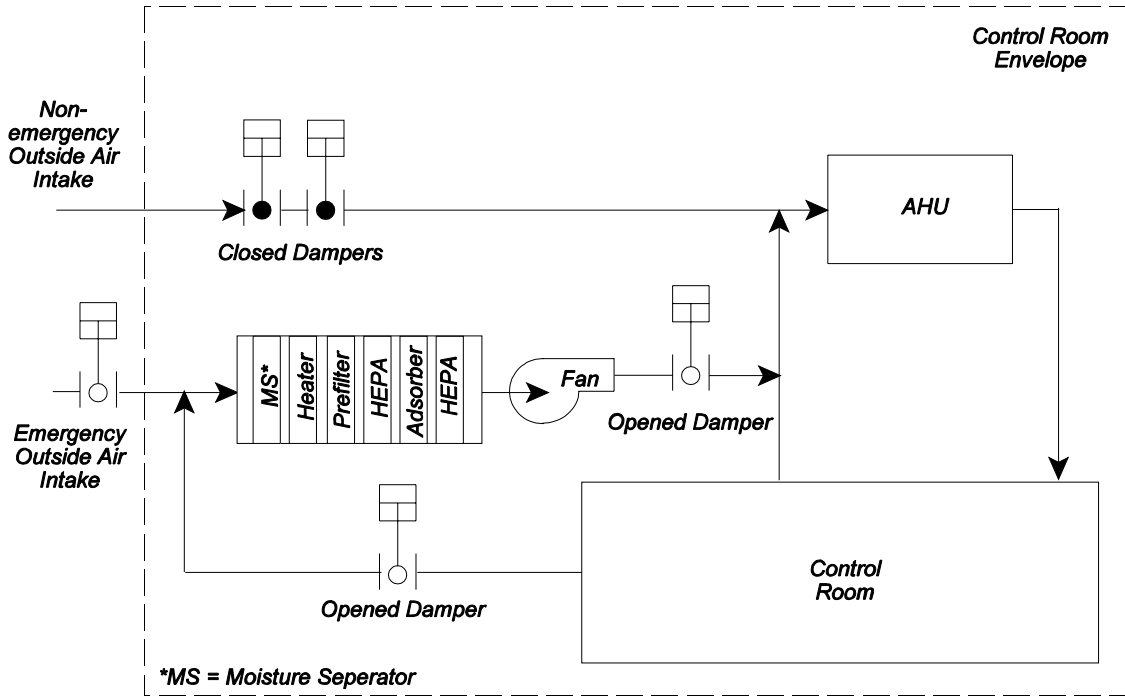 Control Room
Envelope
Non-
emergency
Outside Air
Intake
AHU
Closed Dampers
MS*
Heater
Prefilter
HEPA
Adsorber
HEPA
Fan
Opened Damper
Emergency
Outside Air
Intake
Opened Damper
Control
Room
*MS = Moisture Seperator